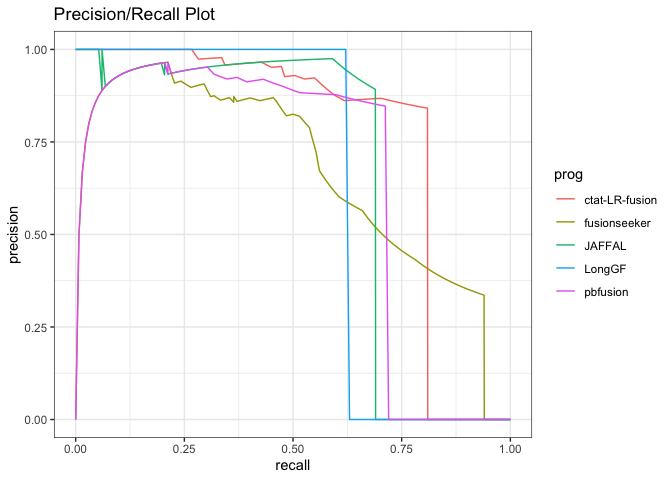 Precision/Recall Plot
precision
1.00
0.75
0.50
0.25
0.00
0.00
0.25
0.50
0.75
1.00
recall
prog
ctat-LR-fusion
fusionseeker
JAFFAL
LongGF
pbfusion